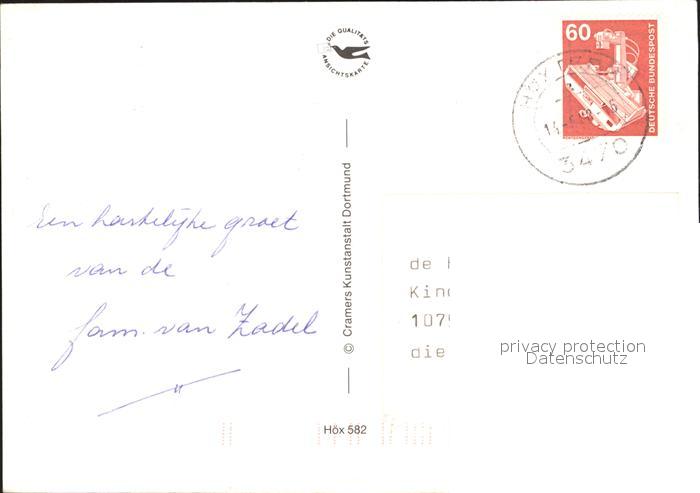 DIE QUALITÄTS
ANSICHTSKARTE
60
DEUTSCHE BUNDESPOST
3470
Een hartelijke groet
van de
fam. van Zadel
© Cramers Kunstanstalt Dortmund
Höx 582
de
Kin
107
die
privacy protection
Datenschutz